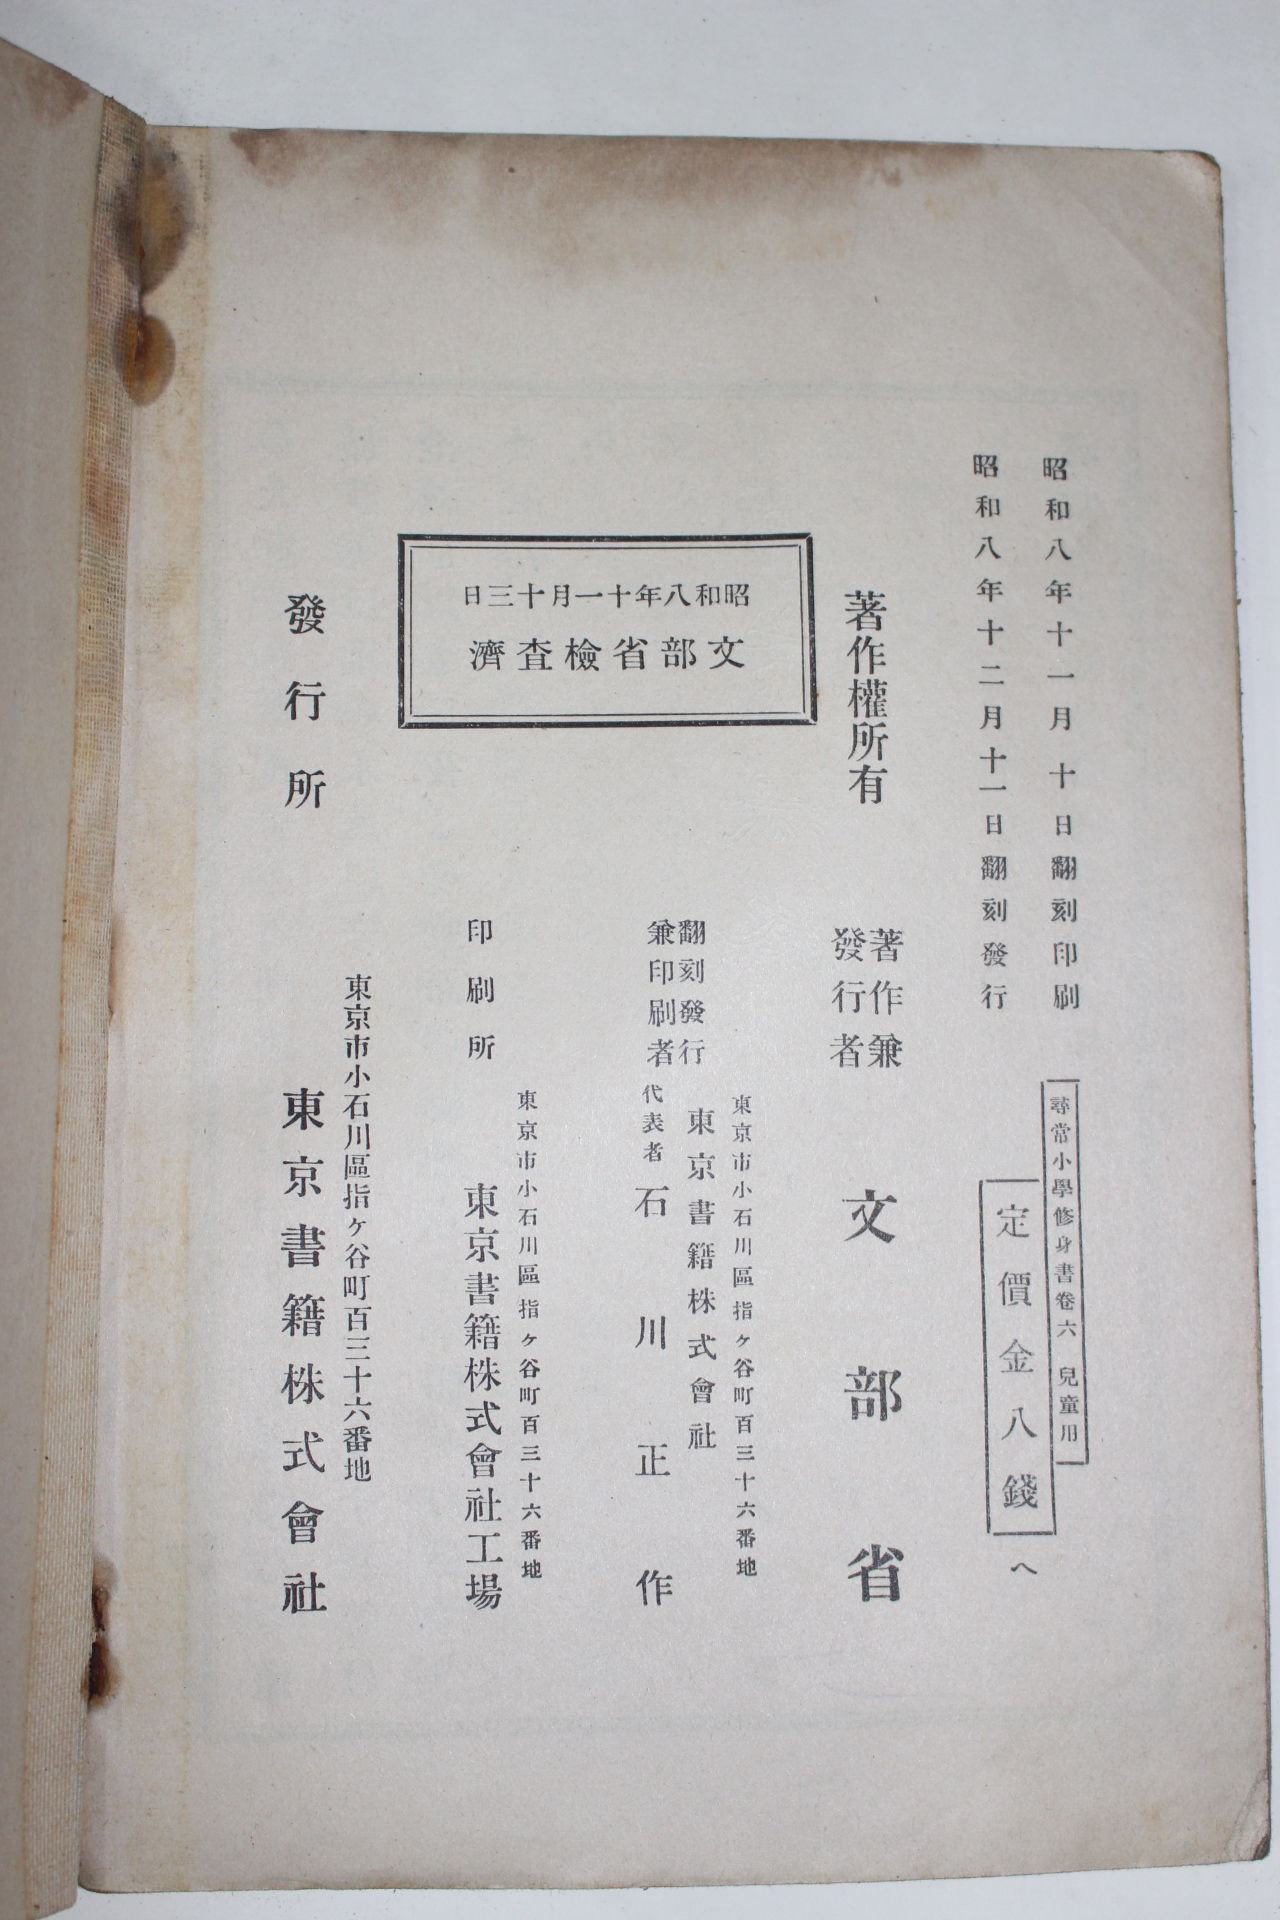 昭和八年十一月十日翻刻印刷
昭和八年十二月十一日翻刻發行
尋常小學修身書卷六 兒童用
定價金八錢
へ
著作權所有
著作兼
發行者
文部省
昭和八年十一月十三日
文部省檢查濟
翻刻發行
兼印刷者
東京市小石川區指ケ谷町百三十六番地
東京書籍株式會社
代表者 石川正作
印刷所
東京市小石川區指ケ谷町百三十六番地
東京書籍株式會社工場
發行所
東京市小石川區指ケ谷町百三十六番地
東京書籍株式會社